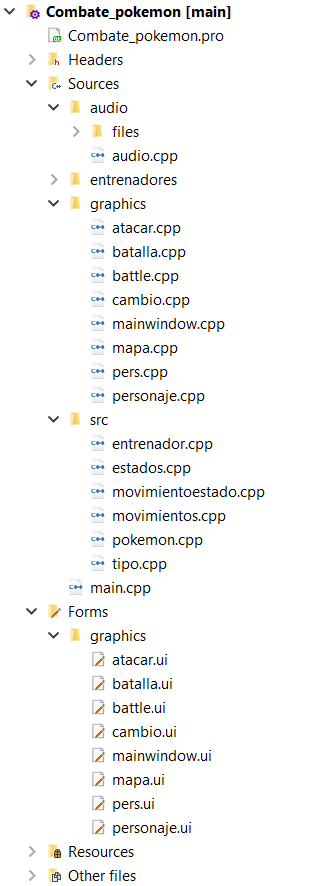 Combate_pokemon [main]
Combate_pokemon.pro
Headers
Sources
audio
files
audio.cpp
entrenadores
graphics
atacar.cpp
batalla.cpp
battle.cpp
cambio.cpp
mainwindow.cpp
mapa.cpp
pers.cpp
personaje.cpp
src
entrenador.cpp
estados.cpp
movimientoestado.cpp
movimientos.cpp
pokemon.cpp
tipo.cpp
main.cpp
Forms
graphics
atacar.ui
batalla.ui
battle.ui
cambio.ui
mainwindow.ui
mapa.ui
pers.ui
personaje.ui
Resources
Other files